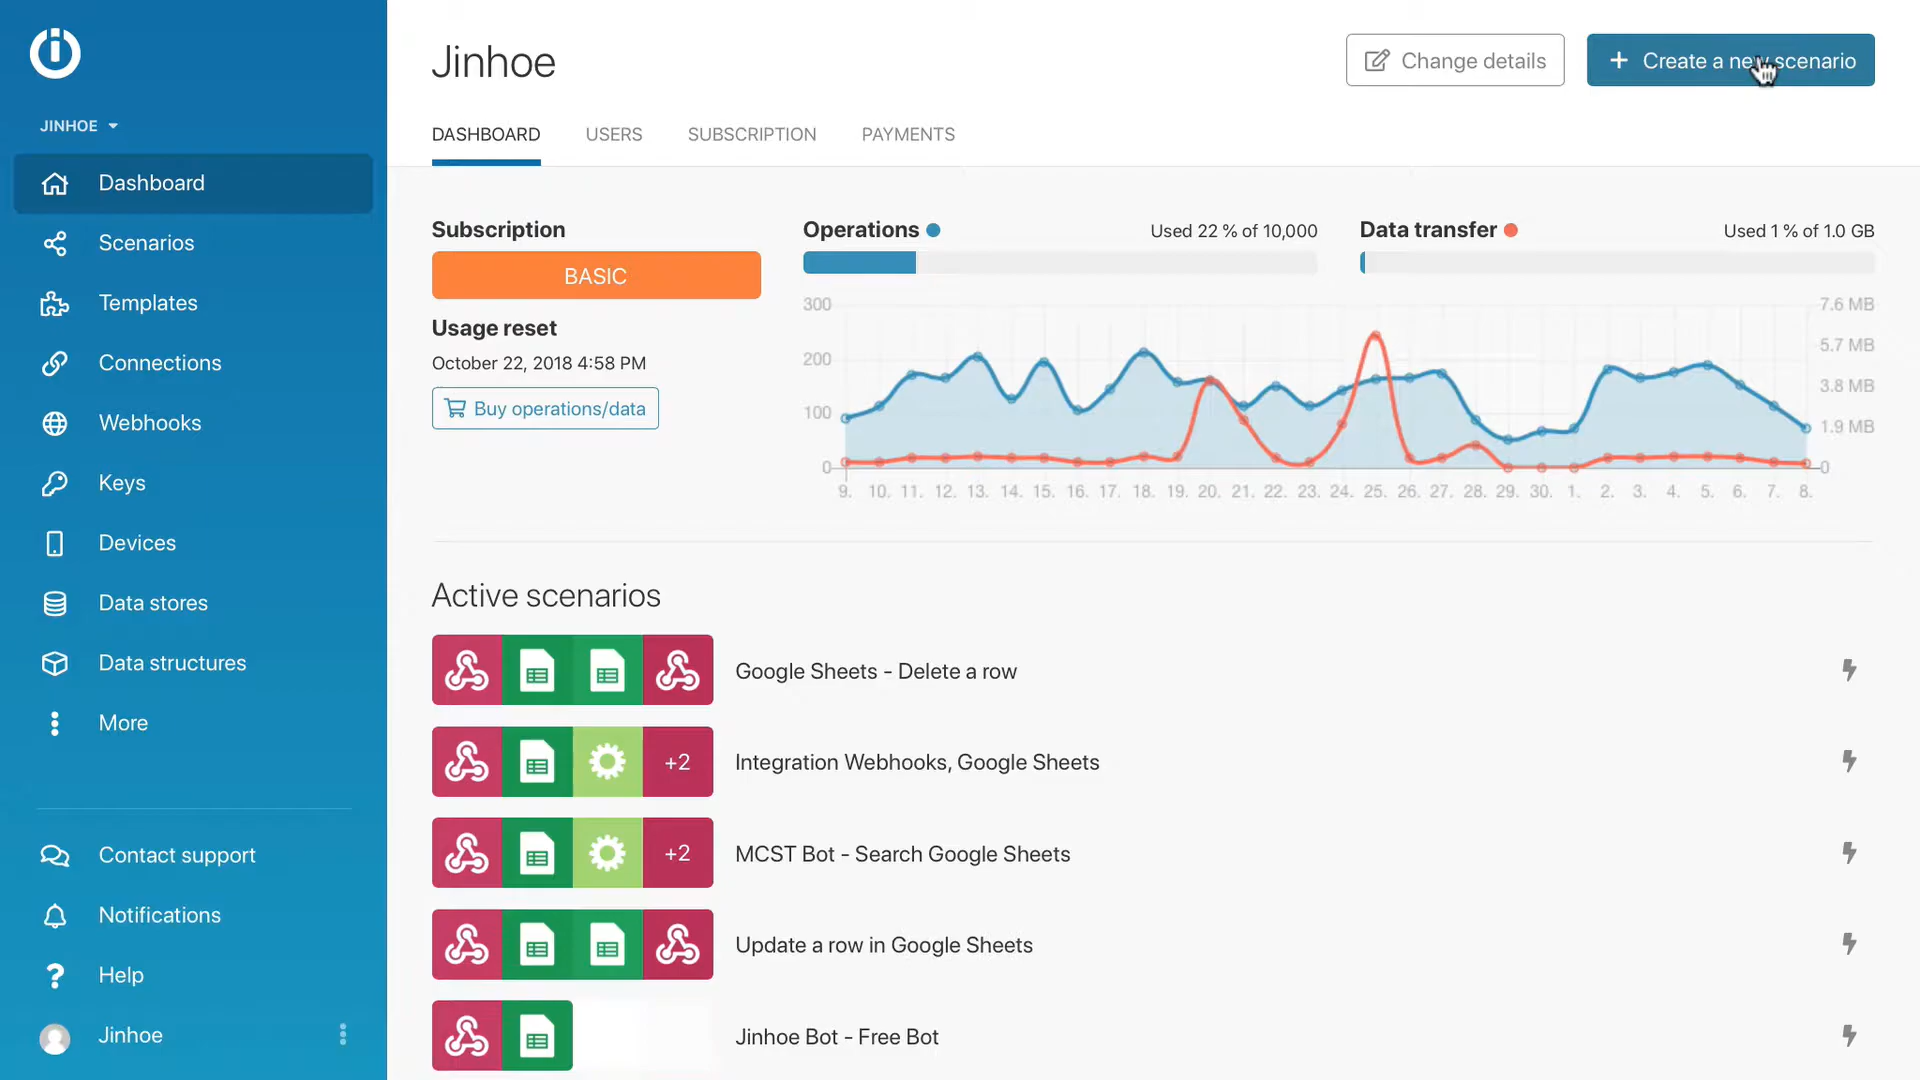 Jinhoe
Change details
+ Create a new scenario
JINHOE
DASHBOARD USERS SUBSCRIPTION PAYMENTS
Dashboard
Scenarios
Templates
Connections
Webhooks
Keys
Devices
Data stores
Data structures
More
Contact support
Notifications
? Help
Jinhoe
Subscription
BASIC
Usage reset
October 22, 2018 4:58 PM
Buy operations/data
Operations Used 22 % of 10,000
Data transfer Used 1 % of 1.0 GB
300 7.6 MB
5.7 MB
200
3.8 MB
100
1.9 MB
0 0
9. 10. 11. 12. 13. 14. 15. 16. 17. 18. 19. 20. 21. 22. 23. 24. 25. 26. 27. 28. 29. 30. 1. 2. 3. 4. 5. 6. 7. 8.
Active scenarios
Google Sheets - Delete a row
+2 Integration Webhooks, Google Sheets
+2 MCST Bot - Search Google Sheets
Update a row in Google Sheets
Jinhoe Bot - Free Bot